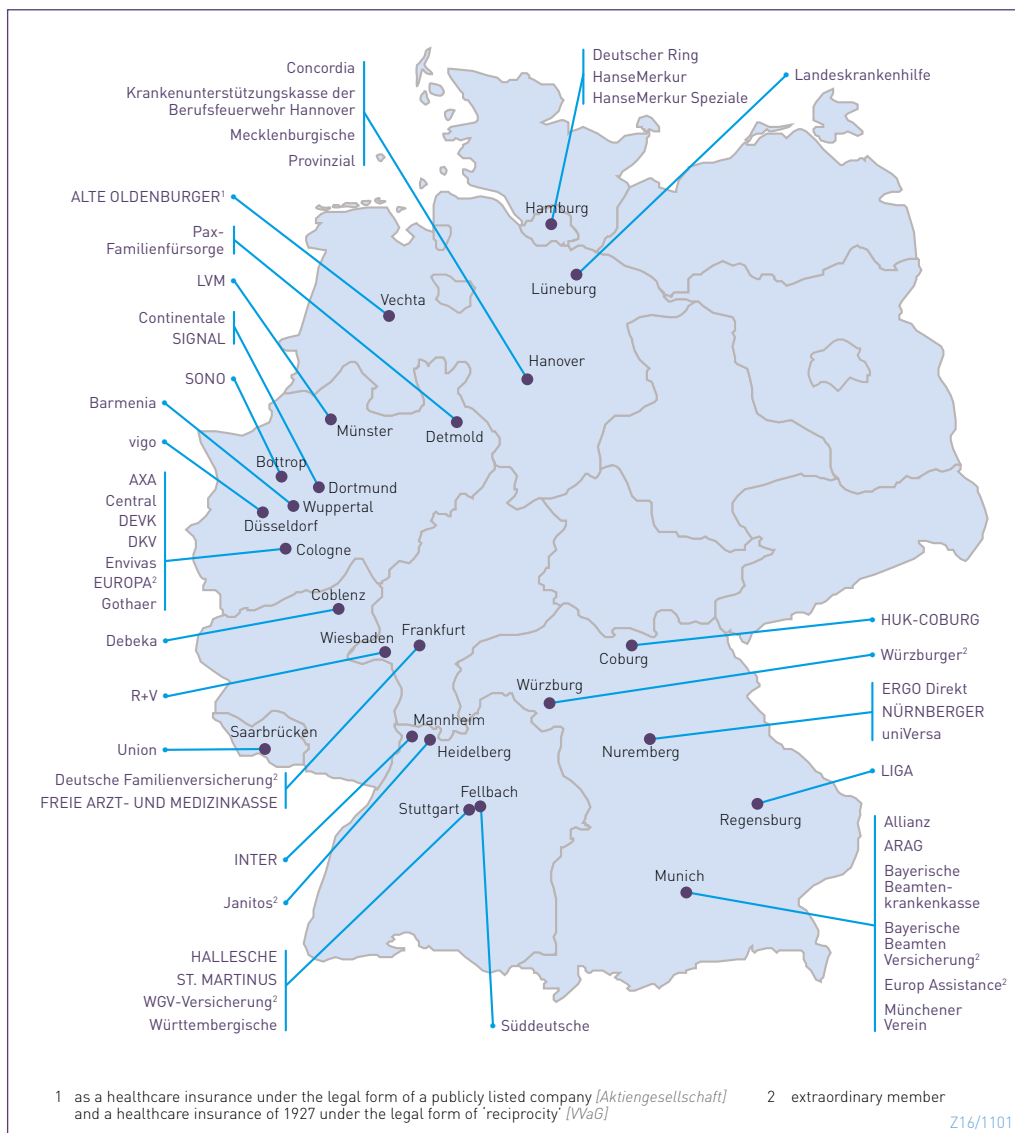 Concordia
Krankenunterstützungskasse der
Berufsfeuerwehr Hannover
Mecklenburgische
Provinzial
Deutscher Ring
HanseMerkur
HanseMerkur Speziale
Landeskrankenhilfe
ALTE OLDENBURGER¹
Pax-
Familienfürsorge
LVM
Continentale
SIGNAL
SONO
Barmenia
vigo
AXA
Central
DEVK
DKV
Envivas
EUROPA²
Gothaer
Debeka
R+V
Union
Deutsche Familienversicherung²
FREIE ARZT- UND MEDIZINKASSE
INTER
Janitos²
HALLESCHE
ST. MARTINUS
WGV-Versicherung²
Württembergische
Süddeutsche
Hamburg
Lüneburg
Vechta
Hanover
Münster
Detmold
Bottrop
Dortmund
Wuppertal
Düsseldorf
Cologne
Coblenz
Wiesbaden
Frankfurt
Coburg
Würzburg
Saarbrücken
Mannheim
Heidelberg
Nuremberg
Fellbach
Stuttgart
Regensburg
Munich
HUK-COBURG
Würzburger²
ERGO Direkt
NÜRNBERGER
uniVersa
LIGA
Allianz
ARAG
Bayerische
Beamten-
krankenkasse
Bayerische
Beamten
Versicherung²
Europ Assistance²
Münchener
Verein
1 as a healthcare insurance under the legal form of a publicly listed company [Aktiengesellschaft]
and a healthcare insurance of 1927 under the legal form of 'reciprocity' [VVaG]
2 extraordinary member
Z16/1101